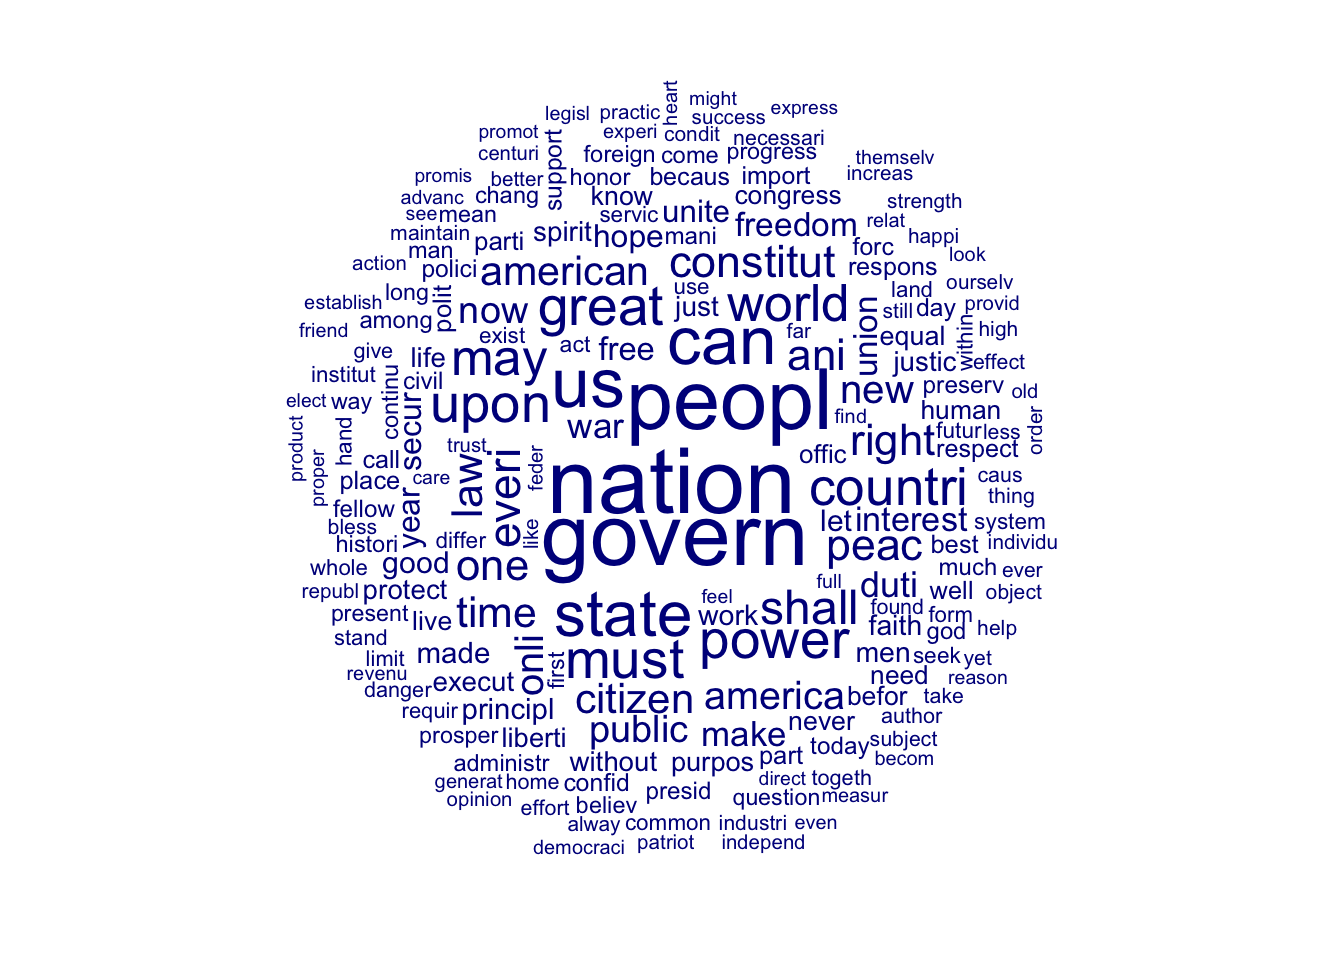 heart
might
express
legisl
practic
success
promot
experi
condit
necessari
centuri
support
foreign
come
progress
themselv
promis
better
honor
becaus
import
increas
advanc
chang
know
congress
strength
see
mean
servic
unite
freedom
relat
maintain
man
parti
spirit
hope
mani
forc
happi
action
polici
american
constitut
respons
look
establish
long
polit
now
great
use
just
world
land
ourselv
friend
among
exist
can
far
union
still
day
provid
give
life
may
act
free
ani
equal
within
high
institut
civil
us
peopl
new
justic
effect
elect
way
continu
upon
war
find
preserv
old
product
hand
secur
trust
nation
offic
right
human
futur
less
order
proper
call
care
law
everi
feder
countri
respect
caus
place
year
fellow
like
govern
let
interest
thing
bless
histori
differ
peac
best
system
individu
whole
good
one
full
duti
much
ever
republ
protect
feel
shall
well
object
present
live
time
state
work
found
form
stand
power
faith
god
help
limit
made
onli
first
must
men
seek
yet
revenu
execut
need
reason
danger
citizen
america
befor
take
requir
principl
public
make
never
author
prosper
liberti
part
today
subject
administr
without
purpos
becom
generat
home
confid
direct
togeth
opinion
effort
believ
presid
question
measur
alway
common
industri
even
democraci
patriot
independ